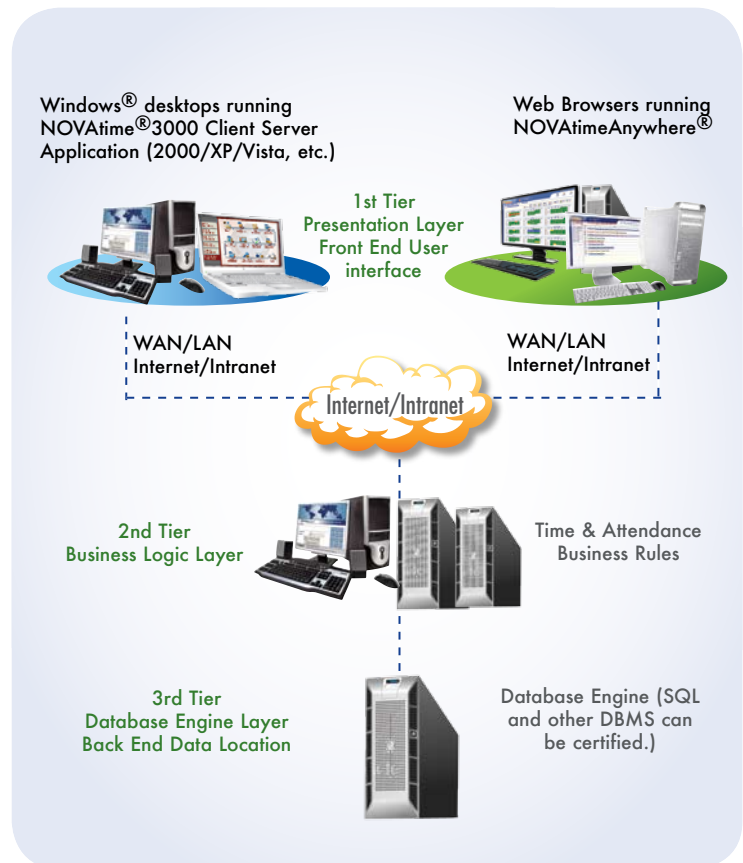 Windows® desktops running
NOVAtime®3000 Client Server
Application (2000/XP/Vista, etc.)
Web Browsers running
NOVAtimeAnywhere®
1st Tier
Presentation Layer
Front End User
interface
WAN/LAN
Internet/Intranet
WAN/LAN
Internet/Intranet
Internet/Intranet
2nd Tier
Business Logic Layer
Time & Attendance
Business Rules
3rd Tier
Database Engine Layer
Back End Data Location
Database Engine (SQL
and other DBMS can
be certified.)